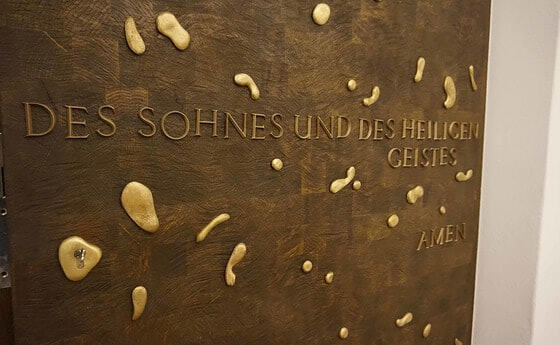 DES SOHNES UND DES HEILIGEN
GEISTES
AMEN